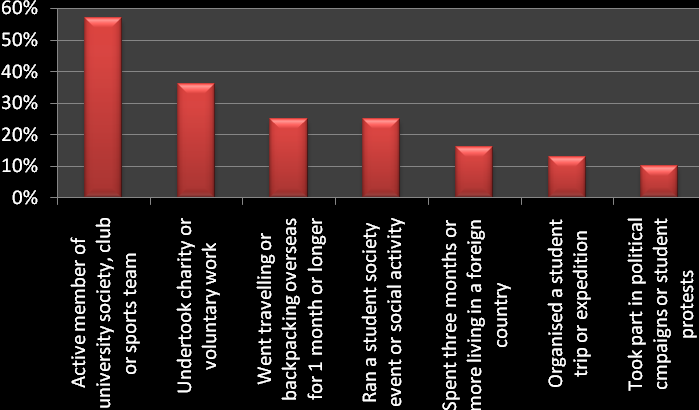 60%
50%
40%
30%
20%
10%
0%
Active member of
university society, club
or sports team
Undertook charity or
voluntary work
Went travelling or
backpacking overseas
for 1 month or longer
Ran a student society
event or social activity
Spent three months or
more living in a foreign
country
Organised a student
trip or expedition
Took part in political
cmpaigns or student
protests